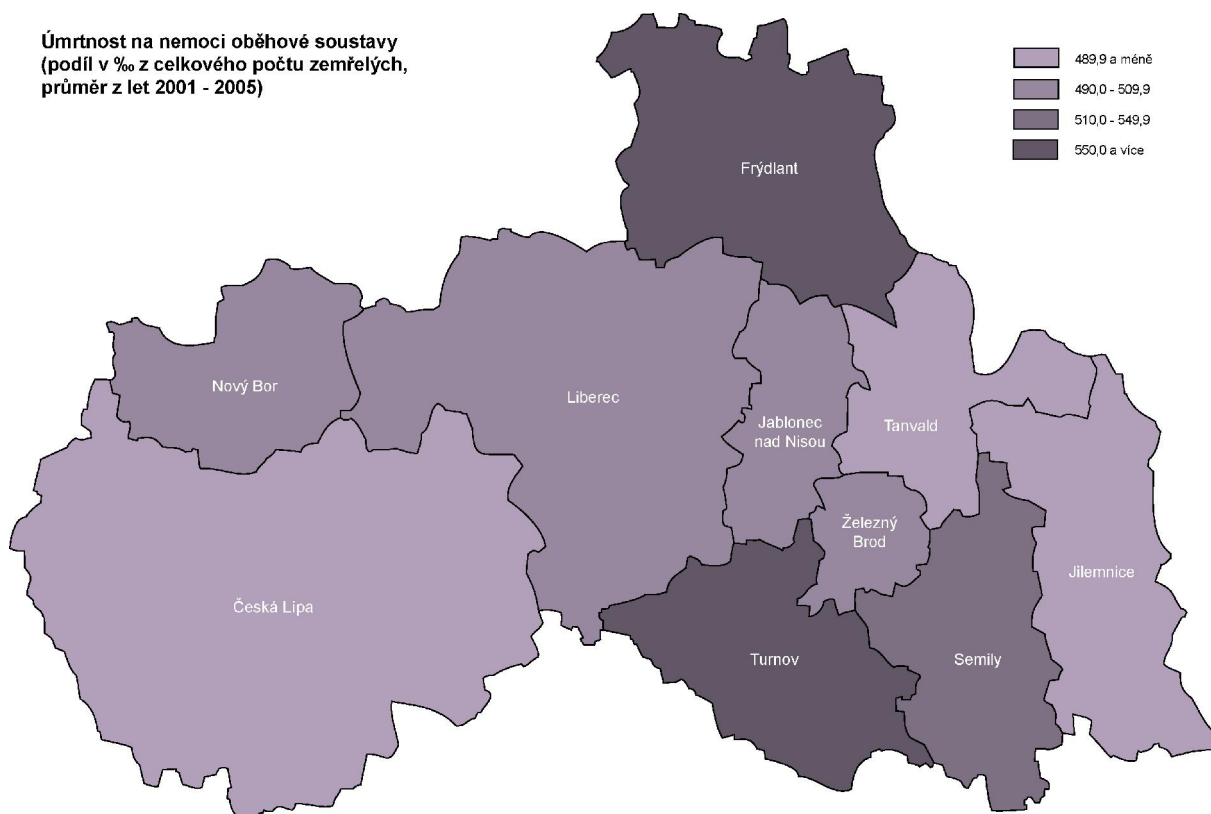 Úmrtnost na nemoci oběhové soustavy
(podíl v ‰ z celkového počtu zemřelých,
průměr z let 2001 - 2005)
489,9 a méně
490,0 - 509,9
510,0 - 549,9
550,0 a více
Frýdlant
Nový Bor
Liberec
Jablonec
nad Nisou
Tanvald
Železný
Brod
Jilemnice
Česká Lípa
Turnov
Semily